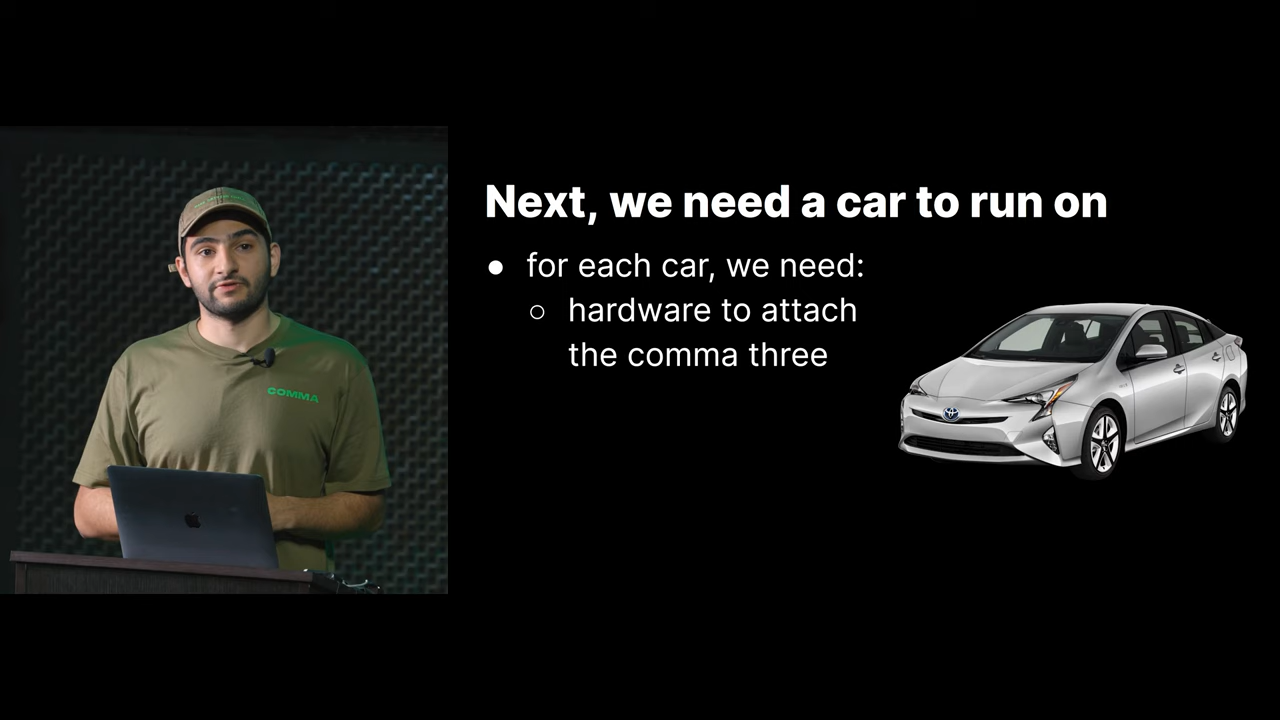 Next, we need a car to run on
● for each car, we need:
○ hardware to attach
the comma three
COMMA